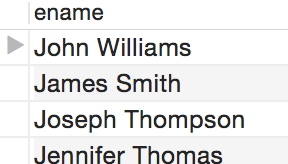 ename
John Williams
James Smith
Joseph Thompson
Jennifer Thomas